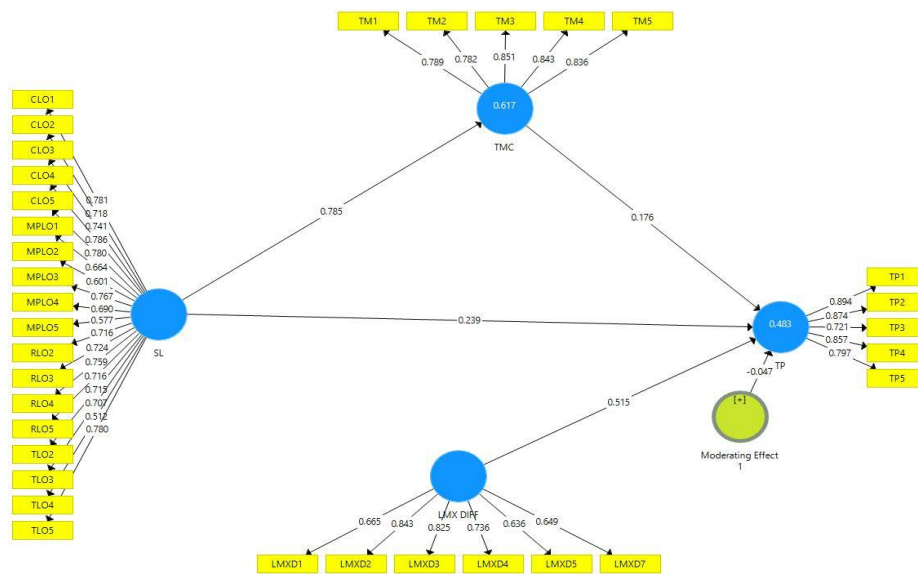 TM1 TM2 TM3 TM4 TM5
0.789 0.782 0.851 0.843 0.836
0.617
TMC
CLO1
CLO2
CLO3
CLO4
CLO5
MPLO1
MPLO2
MPLO3
MPLO4
MPLO5
RLO2
RLO3
RLO4
RLO5
TLO2
TLO3
TLO4
TLO5
0.781
0.718
0.741
0.786
0.780
0.664
0.601
0.767
0.690
0.577
0.716
0.724
0.759
0.716
0.715
0.707
0.512
0.780
SL
0.785
0.176
0.239
0.515
0.483
TP
0.894
0.874
0.721
0.857
0.797
TP1
TP2
TP3
TP4
TP5
-0.047
[+]
Moderating Effect
1
LMX DIFF
0.665 0.843 0.825 0.736 0.636 0.649
LMXD1 LMXD2 LMXD3 LMXD4 LMXD5 LMXD7